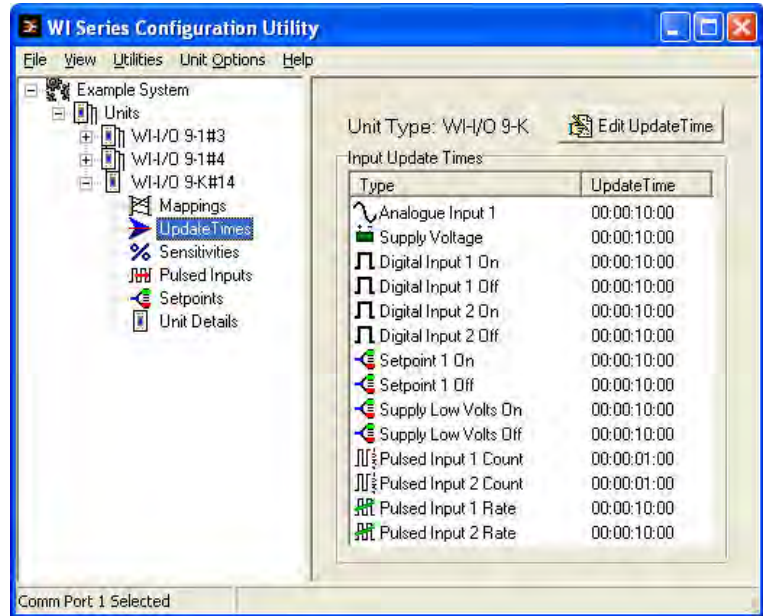 WI Series Configuration Utility
File View Utilities Unit Options Help
Example System
Units
WI-I/O 9-1#3
WI-I/O 9-1#4
WI-I/O 9-K#14
Mappings
UpdateTimes
Sensitivities
Pulsed Inputs
Setpoints
Unit Details
Unit Type: WI-I/O 9-K
Edit UpdateTime
Input Update Times
Type UpdateTime
Analogue Input 1 00:00:10:00
Supply Voltage 00:00:10:00
Digital Input 1 On 00:00:10:00
Digital Input 1 Off 00:00:10:00
Digital Input 2 On 00:00:10:00
Digital Input 2 Off 00:00:10:00
Setpoint 1 On 00:00:10:00
Setpoint 1 Off 00:00:10:00
Supply Low Volts On 00:00:10:00
Supply Low Volts Off 00:00:10:00
Pulsed Input 1 Count 00:00:01:00
Pulsed Input 2 Count 00:00:01:00
Pulsed Input 1 Rate 00:00:10:00
Pulsed Input 2 Rate 00:00:10:00
Comm Port 1 Selected